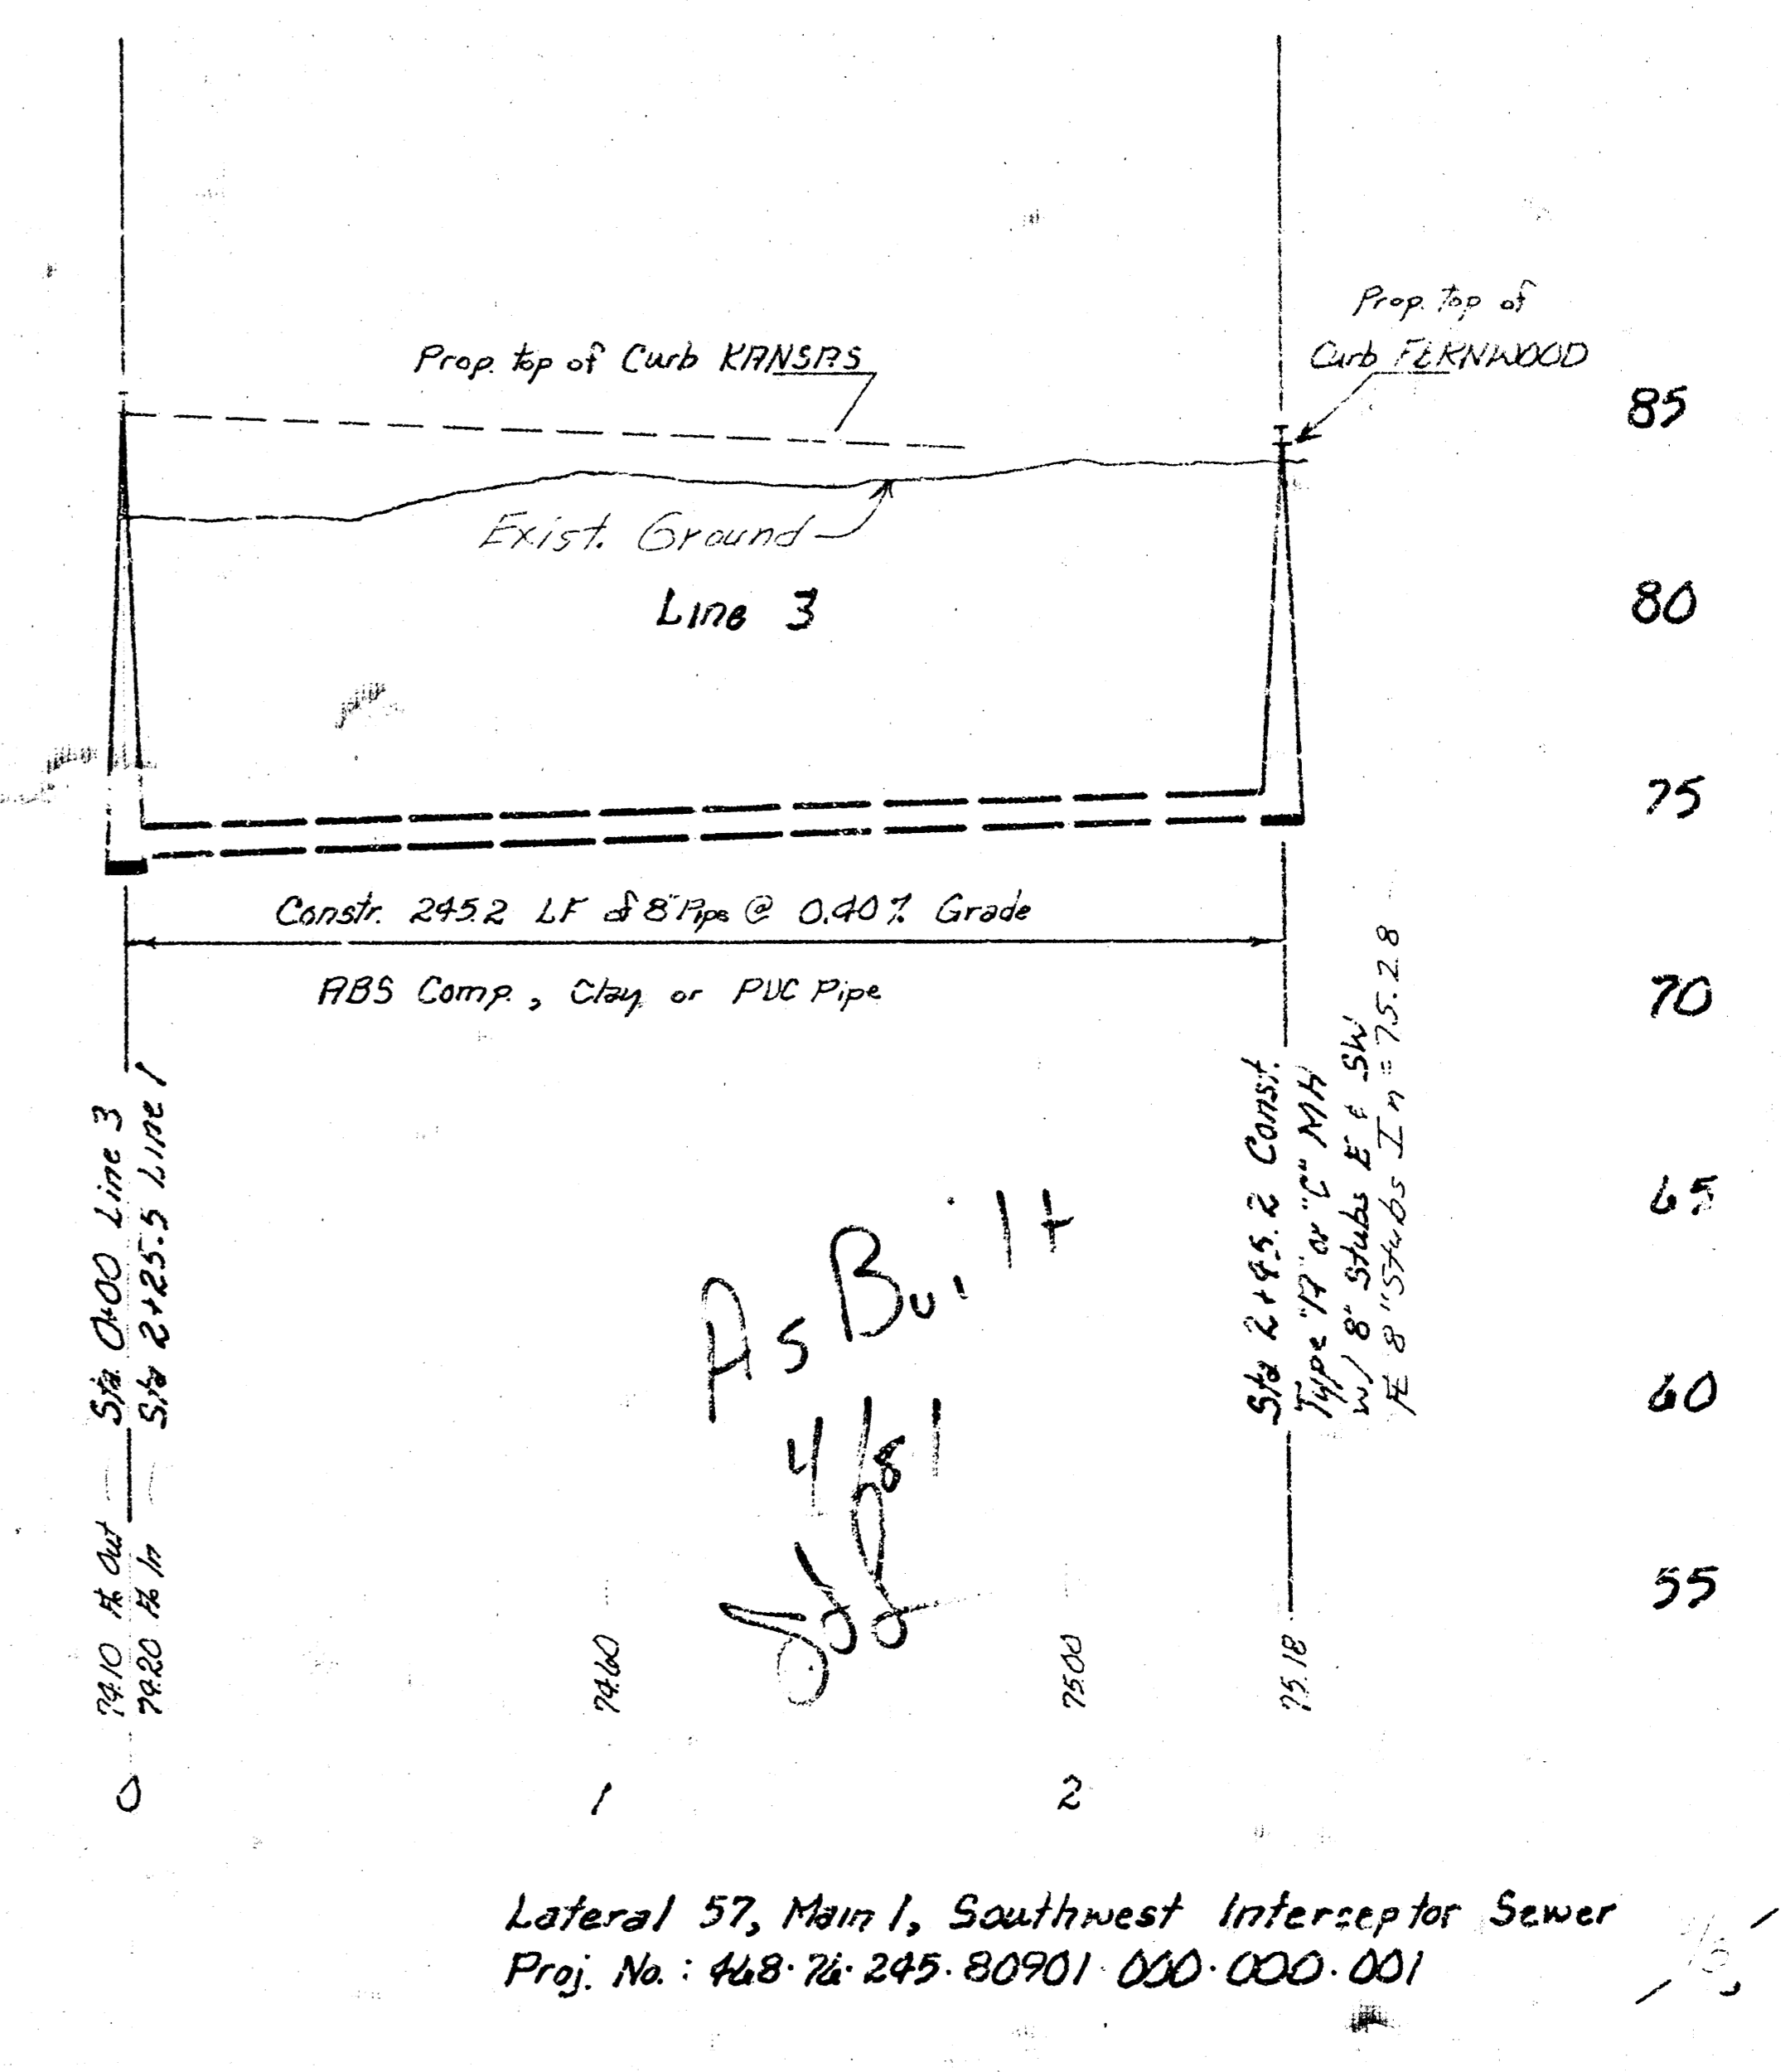 Prop. top of
Curb FERNWOOD
Prop. top of Curb KANSAS
85
Exist. Ground
Line 3
80
75
Constr. 245.2 LF of 8" Pipe @ 0.40% Grade
ABS Comp., Clay or PVC Pipe
70
65
60
55
Sta. 0+00 Line 3
Sta 2+25.5 Line 1
74.10 FL Out
74.20 FL In
As Built
4/81
Sta 2+45.2 Const.
Type "A" or "C" MH
w/ 8" Stubs E & SW
FL 8" Stubs In = 75.28
74.60
75.00
75.18
0
1
2
Lateral 57, Main 1, Southwest Interceptor Sewer
Proj. No.: 468·76·245·80901·000·000·001